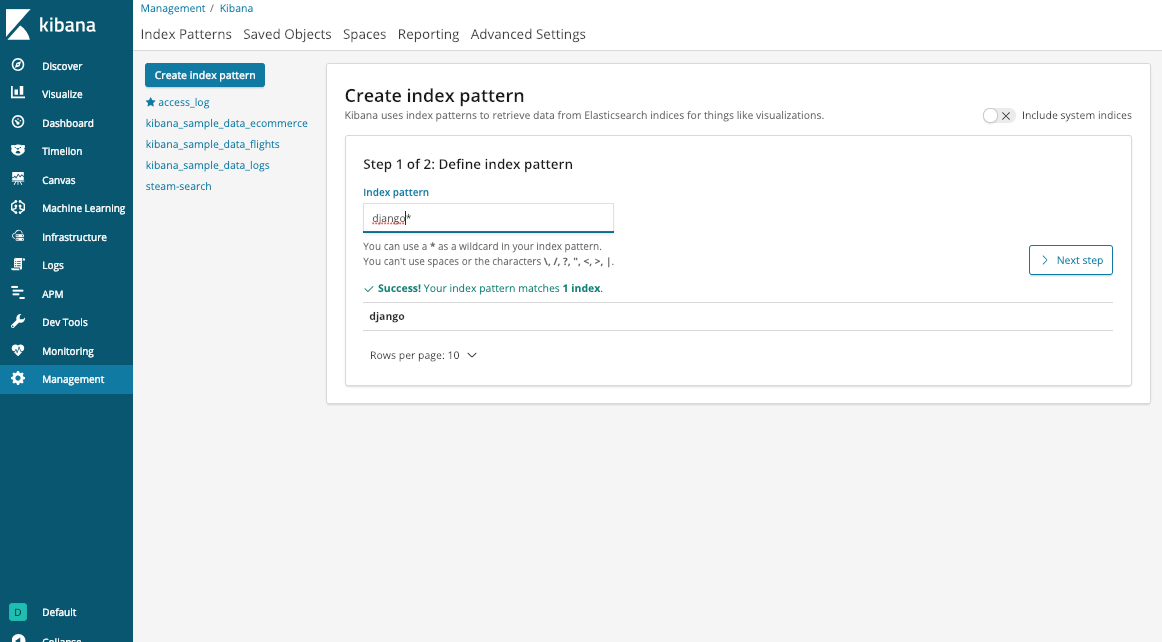 kibana
Discover
Visualize
Dashboard
Timelion
Canvas
Machine Learning
Infrastructure
Logs
APM
Dev Tools
Monitoring
Management
D Default
Collapse
Management / Kibana
Index Patterns Saved Objects Spaces Reporting Advanced Settings
Create index pattern
access_log
kibana_sample_data_ecommerce
kibana_sample_data_flights
kibana_sample_data_logs
steam-search
Create index pattern
Kibana uses index patterns to retrieve data from Elasticsearch indices for things like visualizations.
Include system indices
Step 1 of 2: Define index pattern
Index pattern
django*
You can use a * as a wildcard in your index pattern.
You can't use spaces or the characters \, /, ?, ", <, >, |.
Next step
Success! Your index pattern matches 1 index.
django
Rows per page: 10